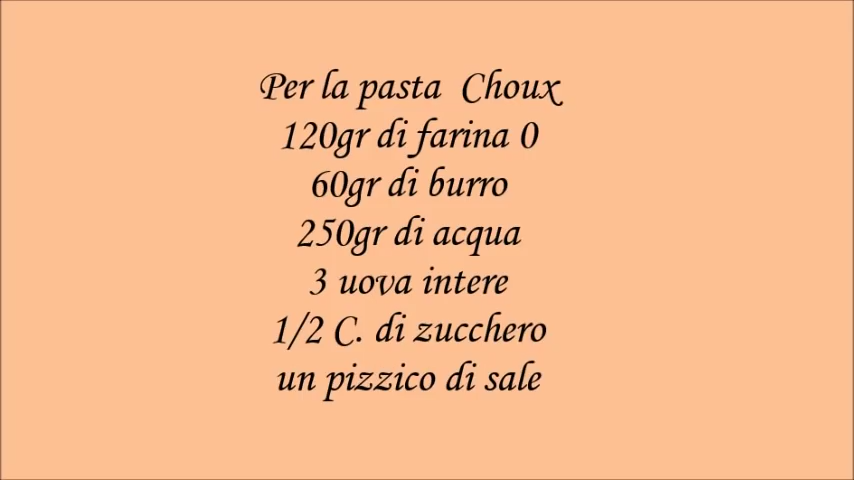 Per la pasta Choux
120gr di farina 0
60gr di burro
250gr di acqua
3 uova intere
1/2 C. di zucchero
un pizzico di sale